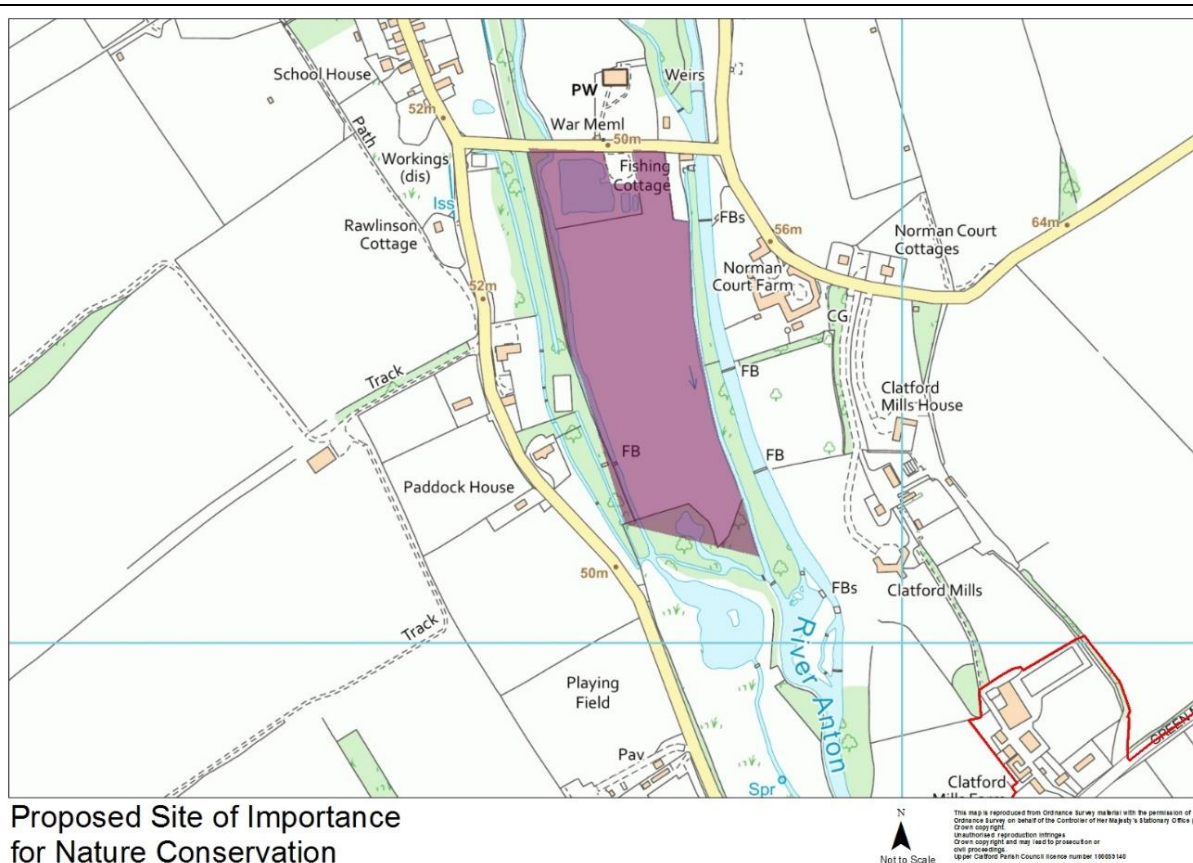 School House
PW
Weirs
52m
War Meml
50m
Path
Workings
(dis)
Fishing
Cottage
Iss
Rawlinson
Cottage
FBs
56m
64m
Norman Court
Cottages
Norman
Court Farm
52m
CG
Track
FB
Clatford
Mills House
FB
FB
Paddock House
50m
FBs
Clatford Mills
Track
River Anton
Playing
Field
Pav
Spr
Clatford
Proposed Site of Importance
for Nature Conservation
N
Not to Scale
This map is reproduced from Ordnance Survey material with the permission of
Ordnance Survey on behalf of the Controller of Her Majesty's Stationary Office
Crown copyright.
Unauthorised reproduction infringes
Crown copyright and may lead to prosecution or
civil proceedings.
Upper Clatford Parish Council licence number